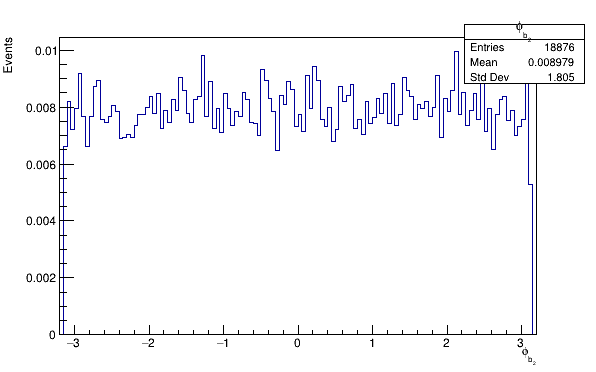 ϕ_b₂
Entries 18876
Mean 0.008979
Std Dev 1.805
Events
0.01
0.008
0.006
0.004
0.002
0
−3 −2 −1 0 1 2 3
ϕ_b₂